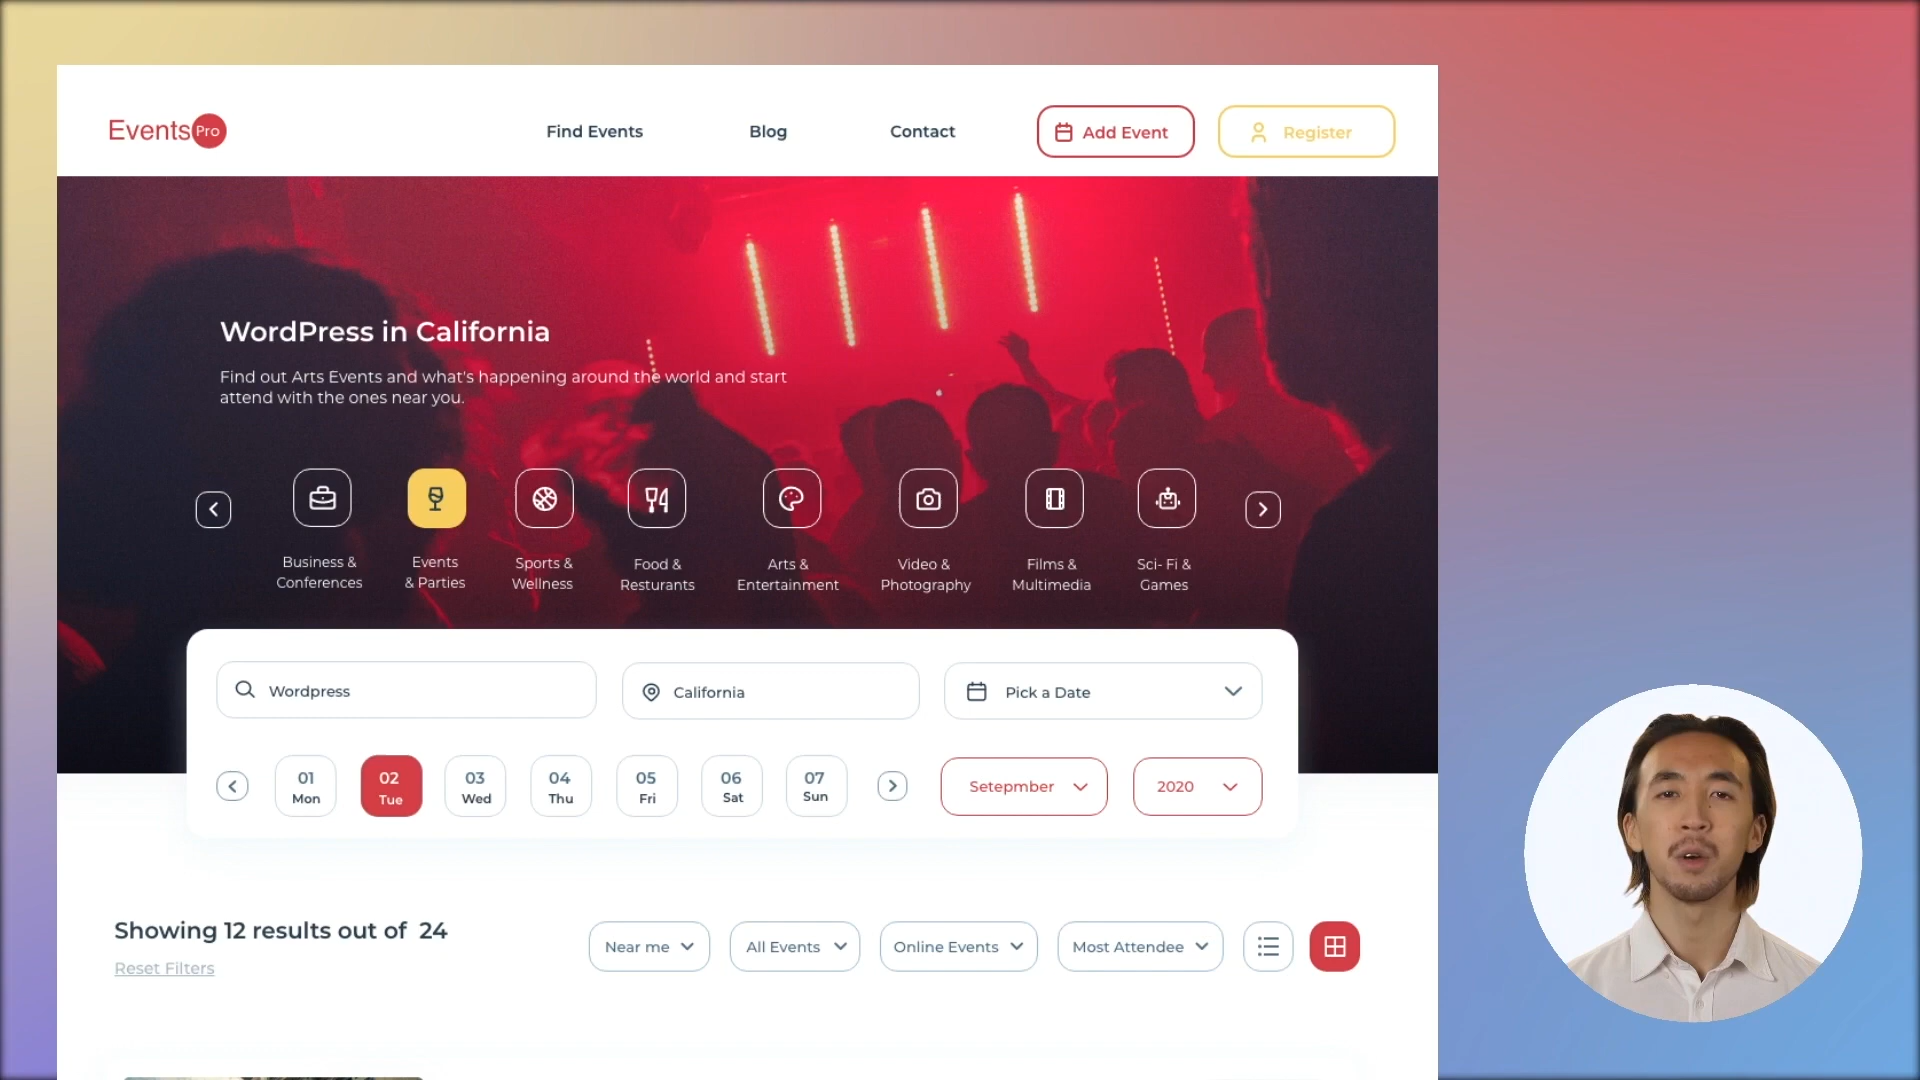 Events Pro
Find Events
Blog
Contact
Add Event
Register
WordPress in California
Find out Arts Events and what's happening around the world and start
attend with the ones near you.
Business &
Conferences
Events
& Parties
Sports &
Wellness
Food &
Resturants
Arts &
Entertainment
Video &
Photography
Films &
Multimedia
Sci- Fi &
Games
Wordpress
California
Pick a Date
01
Mon
02
Tue
03
Wed
04
Thu
05
Fri
06
Sat
07
Sun
Setepmber
2020
Showing 12 results out of 24
Reset Filters
Near me
All Events
Online Events
Most Attendee